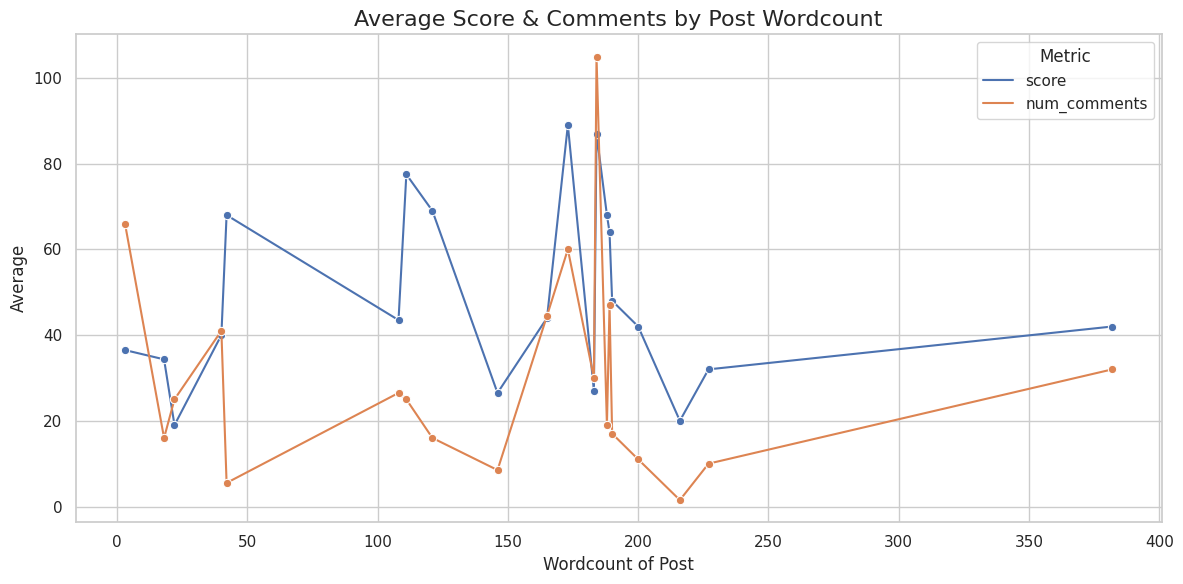 Average Score & Comments by Post Wordcount
Metric
score
num_comments
100
80
60
40
20
0
Average
0 50 100 150 200 250 300 350 400
Wordcount of Post